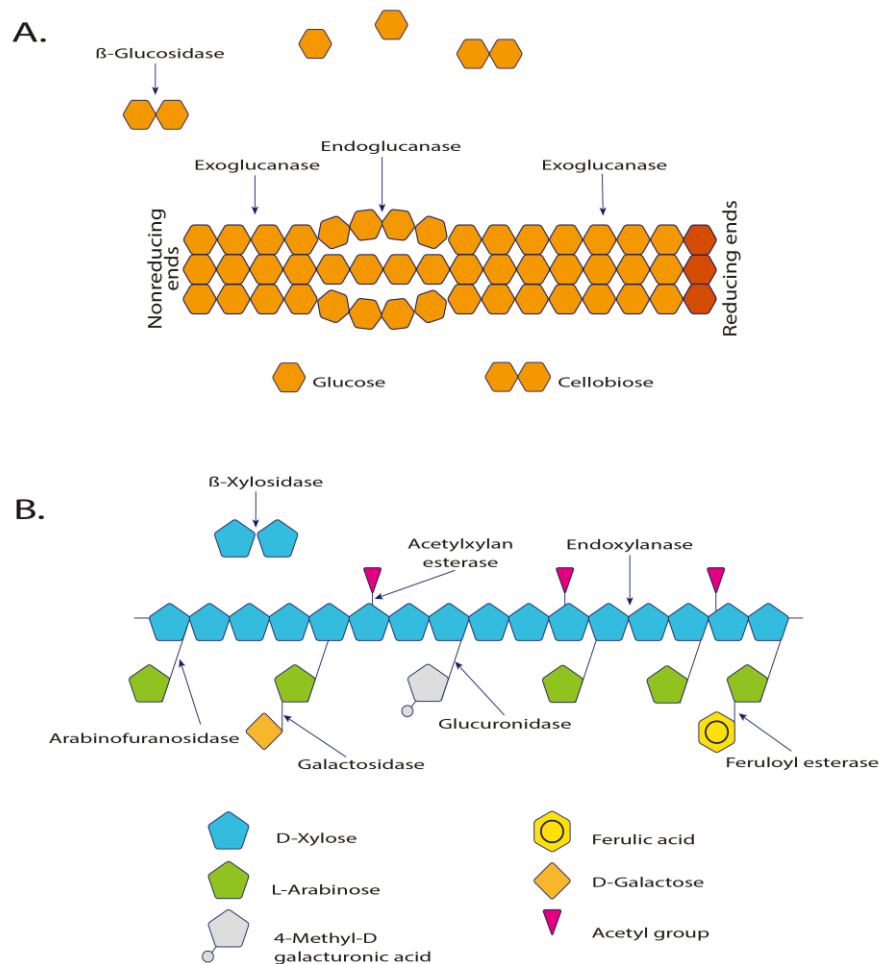 A.
ß-Glucosidase
Endoglucanase
Exoglucanase
Exoglucanase
Nonreducing
ends
Reducing ends
Glucose
Cellobiose
ß-Xylosidase
B.
Acetylxylan
esterase
Endoxylanase
Arabinofuranosidase
Galactosidase
Glucuronidase
Feruloyl esterase
D-Xylose
Ferulic acid
L-Arabinose
D-Galactose
4-Methyl-D
galacturonic acid
Acetyl group